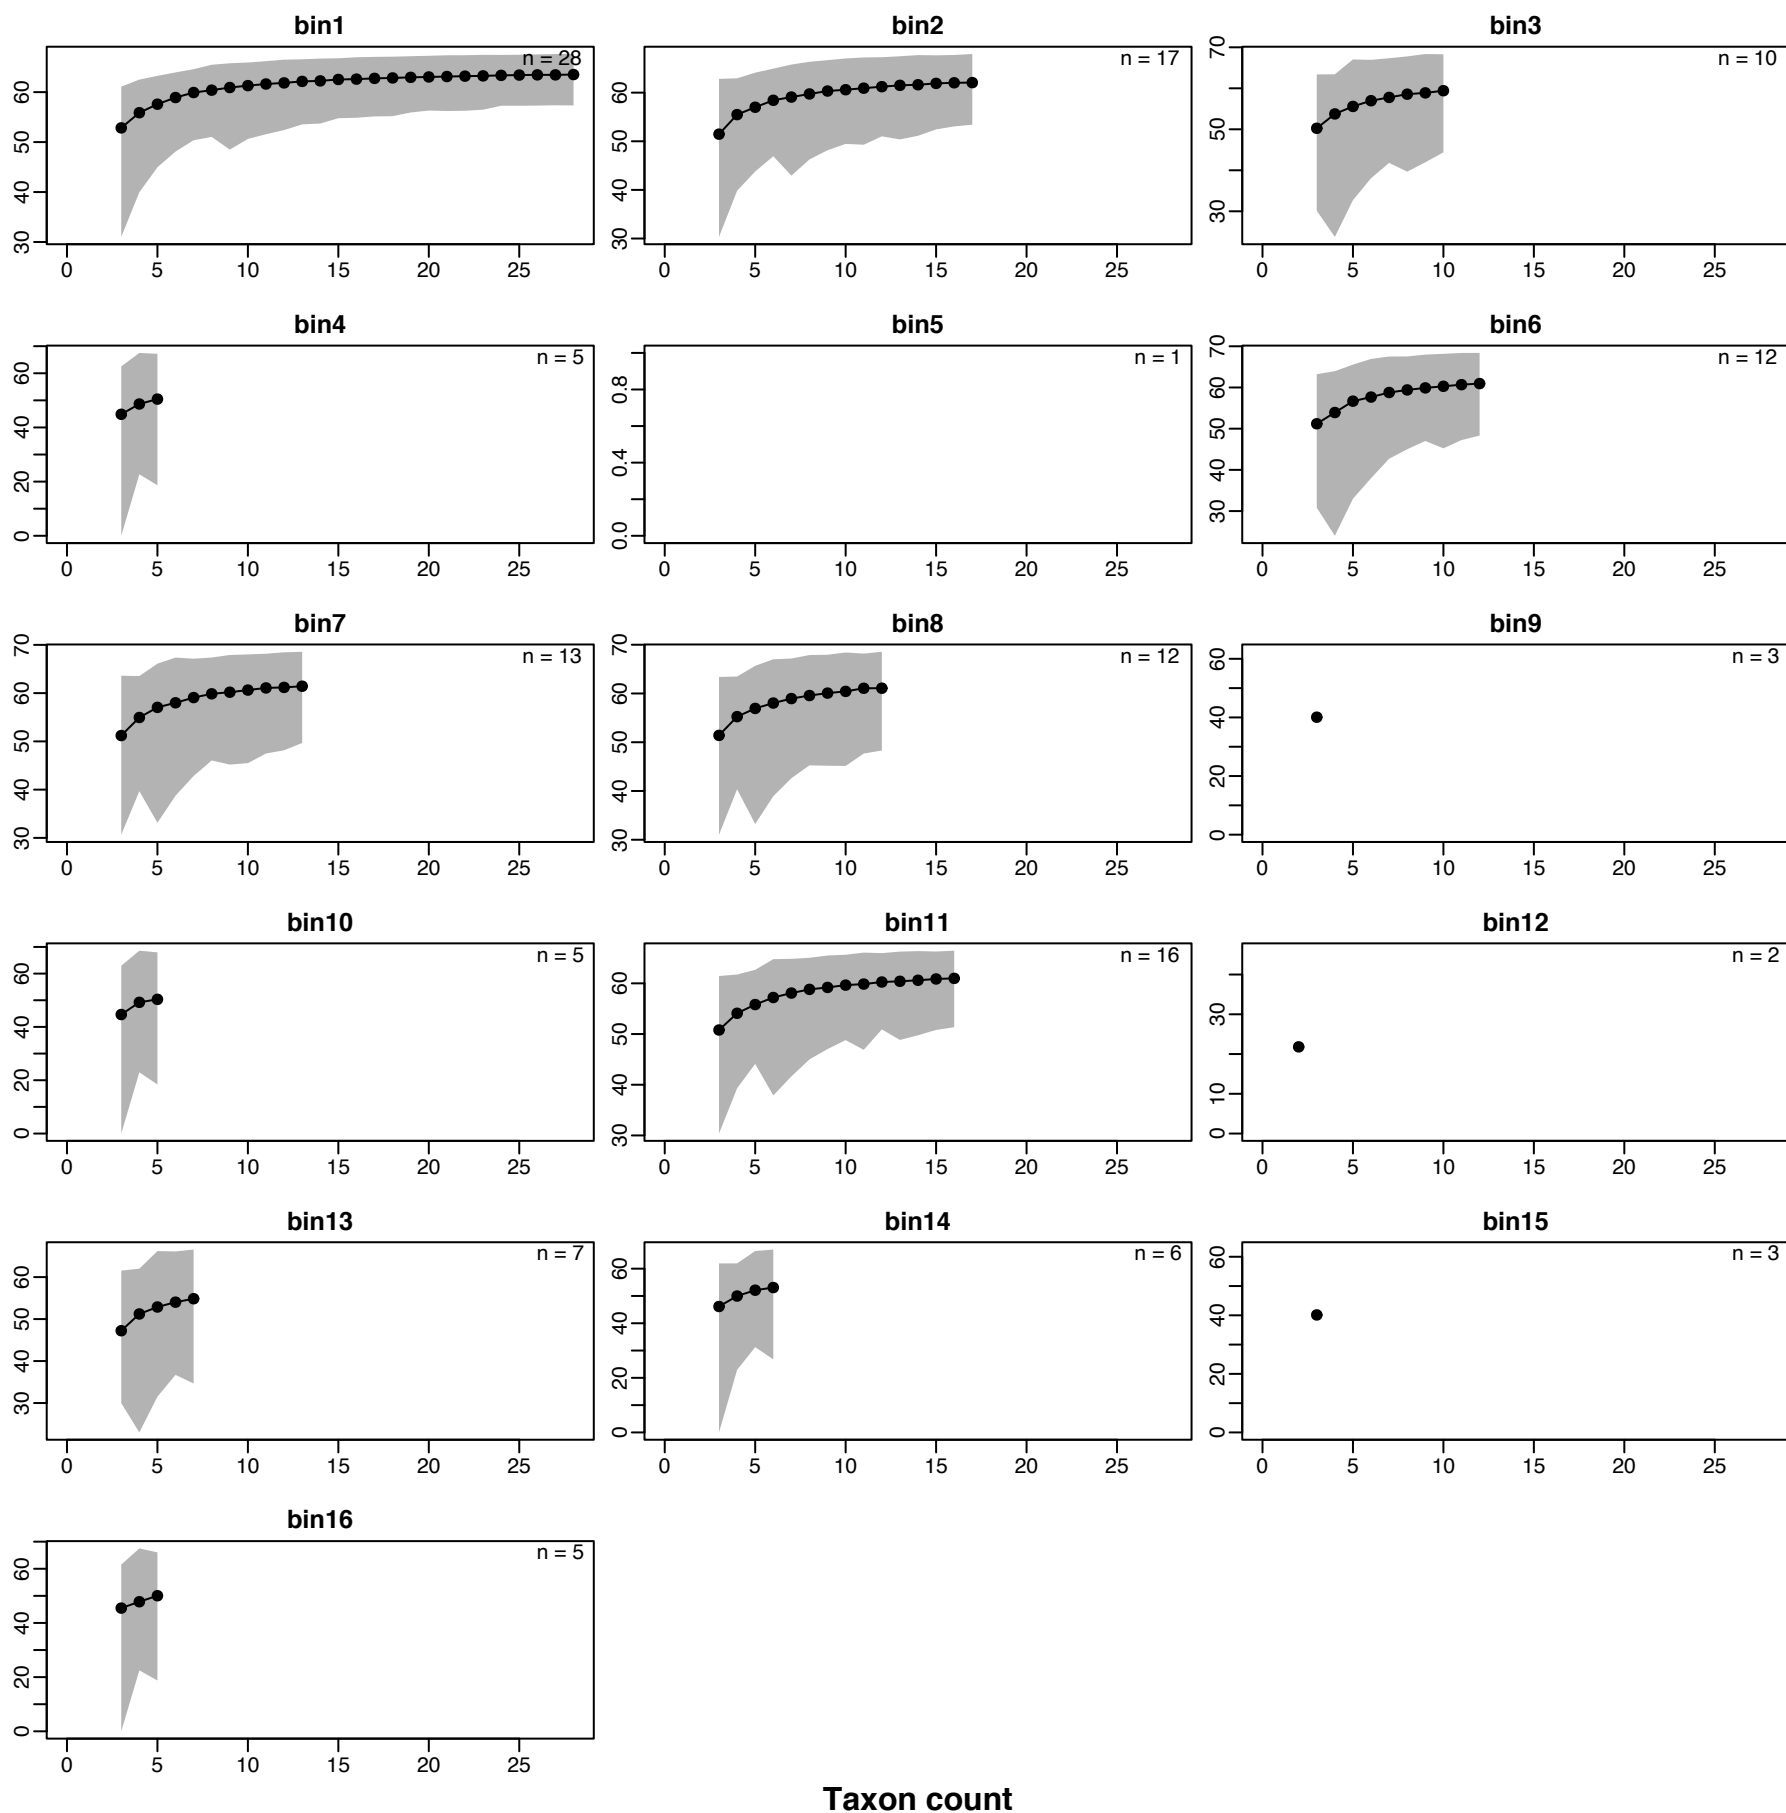 bin1 bin2 bin3
n = 28 n = 17 n = 10
30 40 50 60 30 40 50 60 30 50 70
0 5 10 15 20 25 0 5 10 15 20 25 0 5 10 15 20 25
bin4 bin5 bin6
n = 5 n = 1 n = 12
0 20 40 60 0.0 0.4 0.8 30 40 50 60 70
0 5 10 15 20 25 0 5 10 15 20 25 0 5 10 15 20 25
bin7 bin8 bin9
n = 13 n = 12 n = 3
30 40 50 60 70 30 40 50 60 70 0 20 40 60
0 5 10 15 20 25 0 5 10 15 20 25 0 5 10 15 20 25
bin10 bin11 bin12
n = 5 n = 16 n = 2
0 20 40 60 30 40 50 60 0 10 30
0 5 10 15 20 25 0 5 10 15 20 25 0 5 10 15 20 25
bin13 bin14 bin15
n = 7 n = 6 n = 3
30 40 50 60 0 20 40 60 0 20 40 60
0 5 10 15 20 25 0 5 10 15 20 25 0 5 10 15 20 25
bin16
n = 5
0 20 40 60
0 5 10 15 20 25
Taxon count